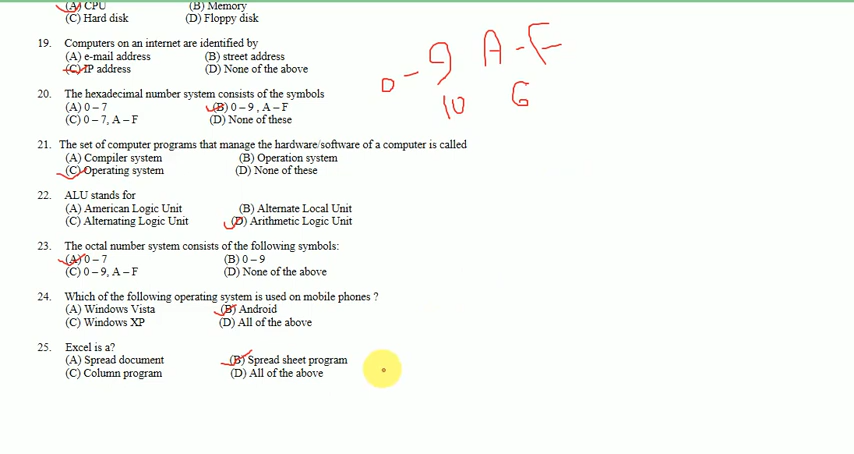 (A) CPU (B) Memory
(C) Hard disk (D) Floppy disk
19. Computers on an internet are identified by
(A) e-mail address (B) street address
(C) IP address (D) None of the above
20. The hexadecimal number system consists of the symbols
(A) 0 – 7 (B) 0 – 9 , A – F
(C) 0 – 7, A – F (D) None of these
0 – 9 A – F
10 6
21. The set of computer programs that manage the hardware/software of a computer is called
(A) Compiler system (B) Operation system
(C) Operating system (D) None of these
22. ALU stands for
(A) American Logic Unit (B) Alternate Local Unit
(C) Alternating Logic Unit (D) Arithmetic Logic Unit
23. The octal number system consists of the following symbols:
(A) 0 – 7 (B) 0 – 9
(C) 0 – 9, A – F (D) None of the above
24. Which of the following operating system is used on mobile phones ?
(A) Windows Vista (B) Android
(C) Windows XP (D) All of the above
25. Excel is a?
(A) Spread document (B) Spread sheet program
(C) Column program (D) All of the above